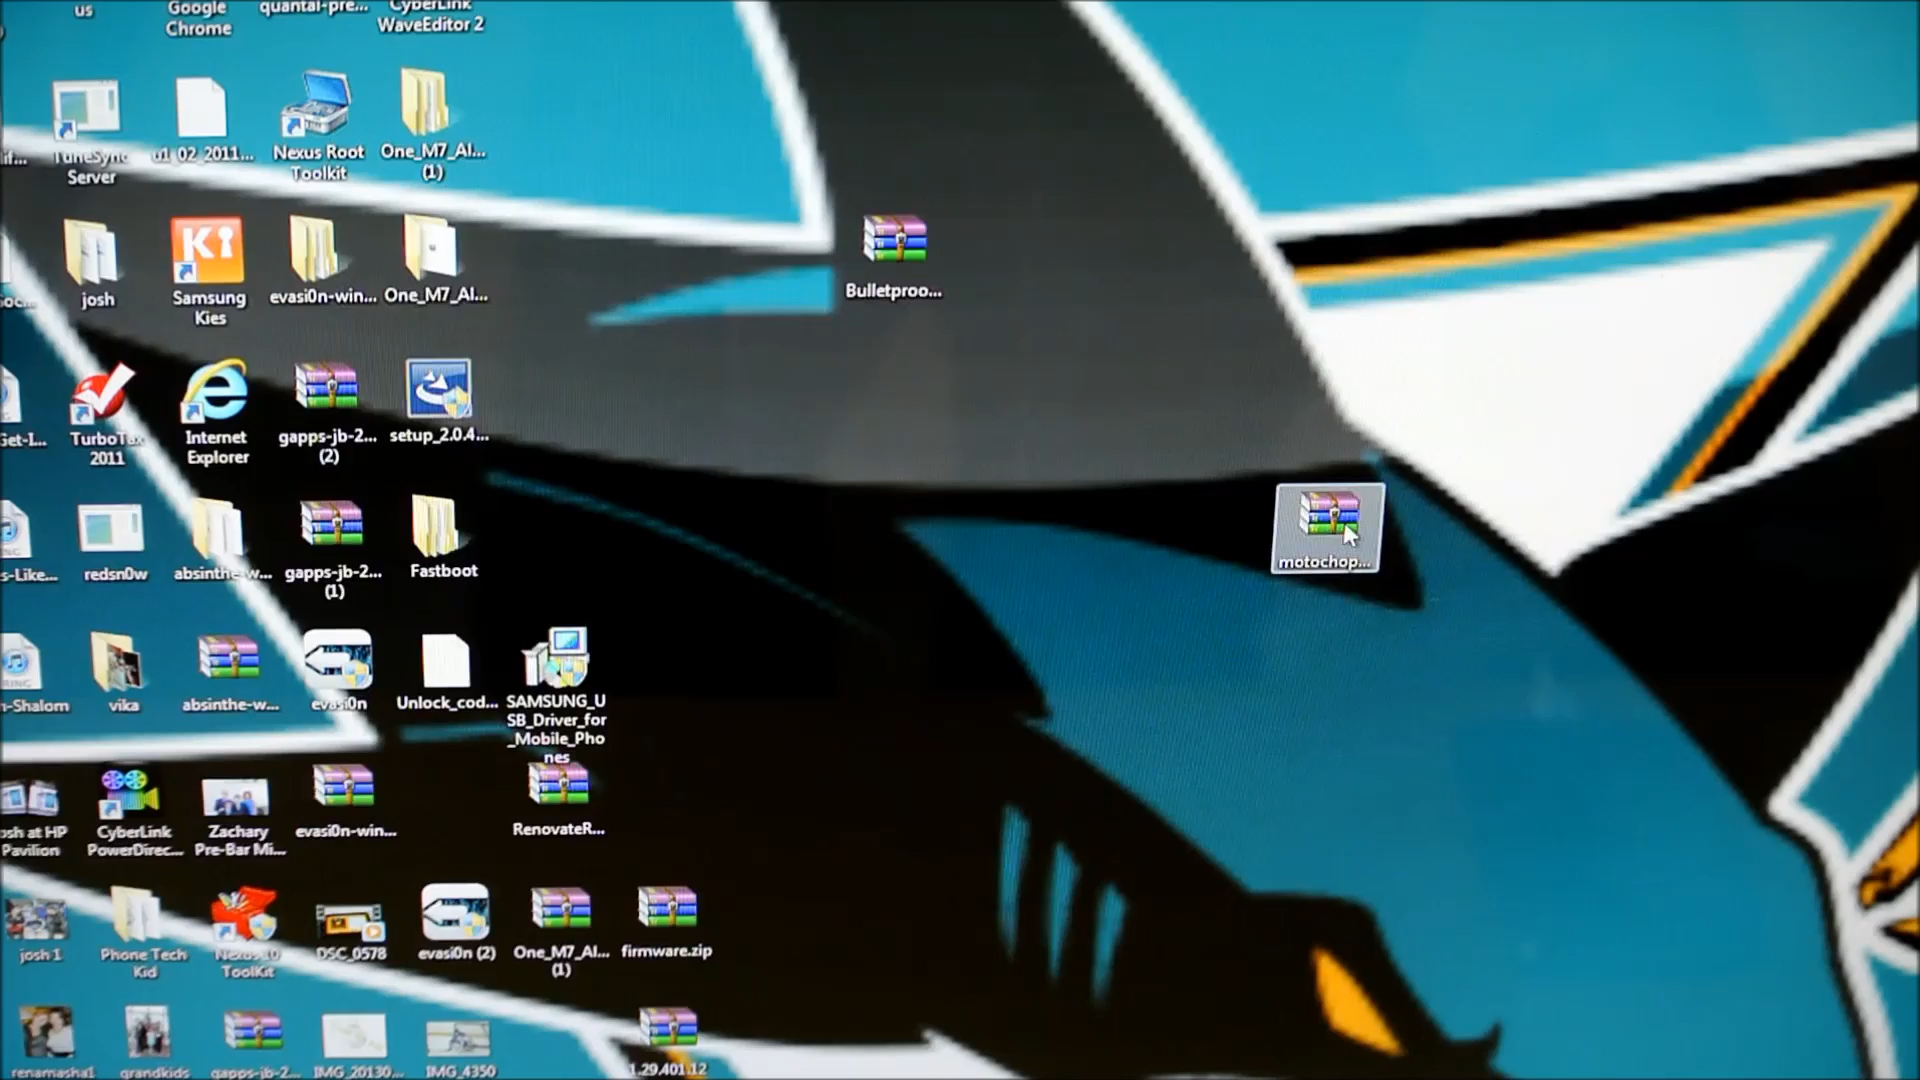 us
Google
Chrome
quantal-pre...
CyberLink
WaveEditor 2
TuneSync
Server
u1_02_2011...
Nexus Root
Toolkit
One_M7_Al...
(1)
josh
Samsung
Kies
evasi0n-win...
One_M7_Al...
Bulletproo...
Get-I...
TurboTax
2011
Internet
Explorer
gapps-jb-2...
(2)
setup_2.0.4...
s-Like...
redsn0w
absinthe-w...
gapps-jb-2...
(1)
Fastboot
motochop...
n-Shalom
vika
absinthe-w...
evasi0n
Unlock_cod...
SAMSUNG_U
SB_Driver_for
_Mobile_Pho
nes
osh at HP
Pavilion
CyberLink
PowerDirec...
Zachary
Pre-Bar Mi...
evasi0n-win...
RenovateR...
josh 1
Phone Tech
Kid
Nexus 10
ToolKit
DSC_0578
evasi0n (2)
One_M7_Al...
(1)
firmware.zip
renamasha1
grandkids
gapps-jb-2...
IMG_20130...
IMG_4350
1.29.401.12